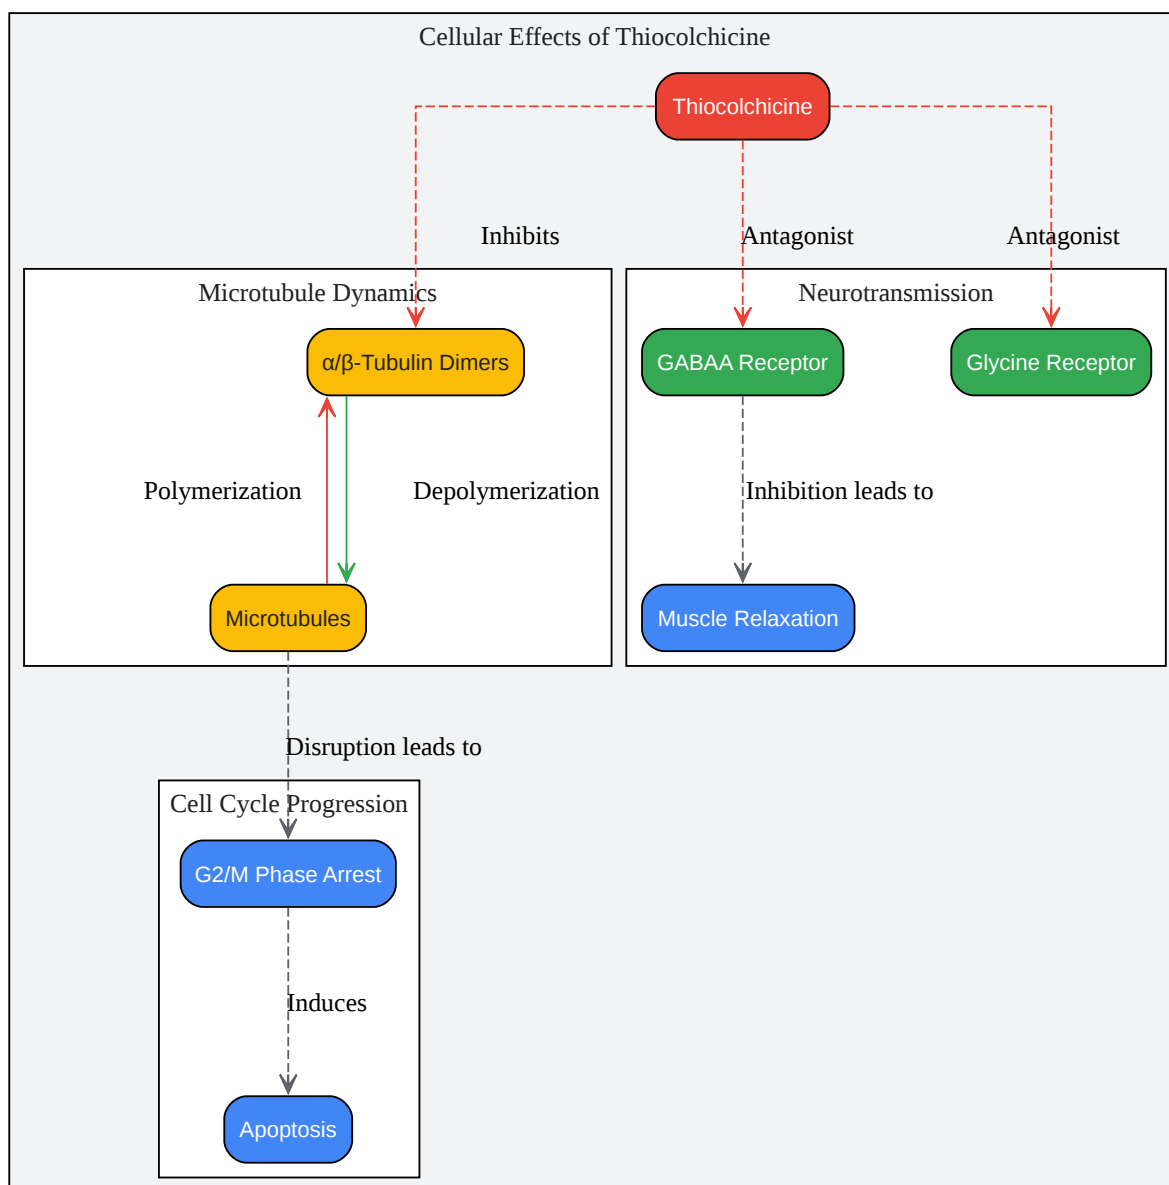 Cellular Effects of Thiocolchicine
Thiocolchicine
Inhibits
Antagonist
Antagonist
Microtubule Dynamics
Neurotransmission
α/β-Tubulin Dimers
GABAA Receptor
Glycine Receptor
Polymerization
Depolymerization
Inhibition leads to
Microtubules
Muscle Relaxation
Disruption leads to
Cell Cycle Progression
G2/M Phase Arrest
Induces
Apoptosis